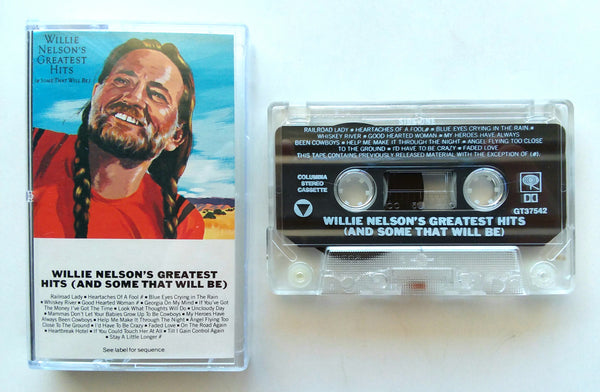 WILLIE
NELSON'S
GREATEST
HITS
(& SOME THAT WILL BE)
WILLIE NELSON'S GREATEST
HITS (AND SOME THAT WILL BE)
Railroad Lady • Heartaches Of A Fool # • Blue Eyes Crying In The Rain
• Whiskey River • Good Hearted Woman # • Georgia On My Mind • If You've Got
The Money I've Got The Time • Look What Thoughts Will Do • Uncloudy Day
• Mammas Don't Let Your Babies Grow Up To Be Cowboys • My Heroes Have
Always Been Cowboys • Help Me Make It Through The Night • Angel Flying Too
Close To The Ground • I'd Have To Be Crazy • Faded Love • On The Road Again
• Heartbreak Hotel • If You Could Touch Her At All • Till I Gain Control Again
• Stay A Little Longer #
See label for sequence
RAILROAD LADY • HEARTACHES OF A FOOL# • BLUE EYES CRYING IN THE RAIN
WHISKEY RIVER • GOOD HEARTED WOMAN • MY HEROES HAVE ALWAYS
BEEN COWBOYS • HELP ME MAKE IT THROUGH THE NIGHT • ANGEL FLYING TOO CLOSE
TO THE GROUND • I'D HAVE TO BE CRAZY • FADED LOVE
THIS TAPE CONTAINS PREVIOUSLY RELEASED MATERIAL WITH THE EXCEPTION OF (#).
COLUMBIA
STEREO
CASSETTE
GT37542
WILLIE NELSON'S GREATEST HITS
(AND SOME THAT WILL BE)